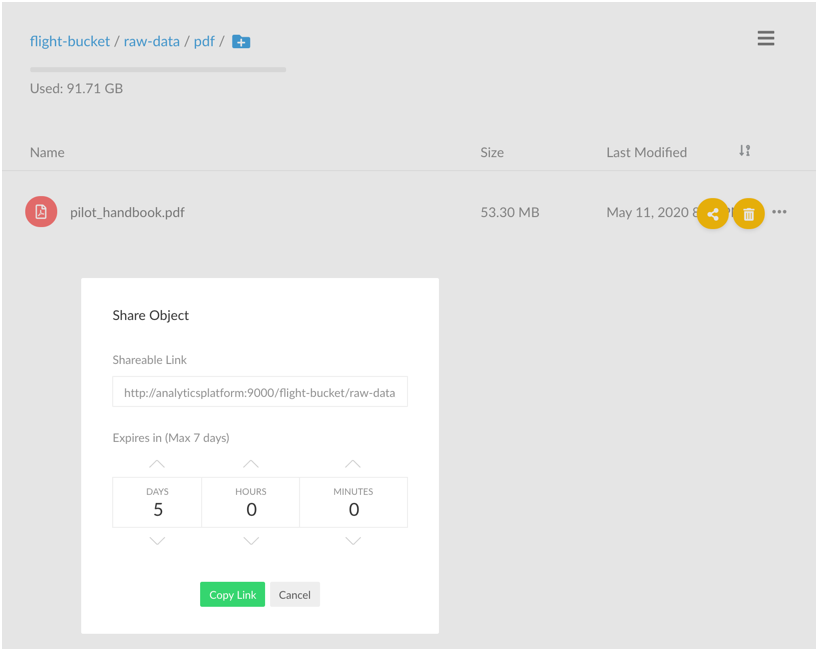 flight-bucket / raw-data / pdf /
Used: 91.71 GB
Name Size Last Modified
pilot_handbook.pdf 53.30 MB May 11, 2020
Share Object
Shareable Link
http://analyticsplatform:9000/flight-bucket/raw-data
Expires in (Max 7 days)
DAYS HOURS MINUTES
5 0 0
Copy Link Cancel